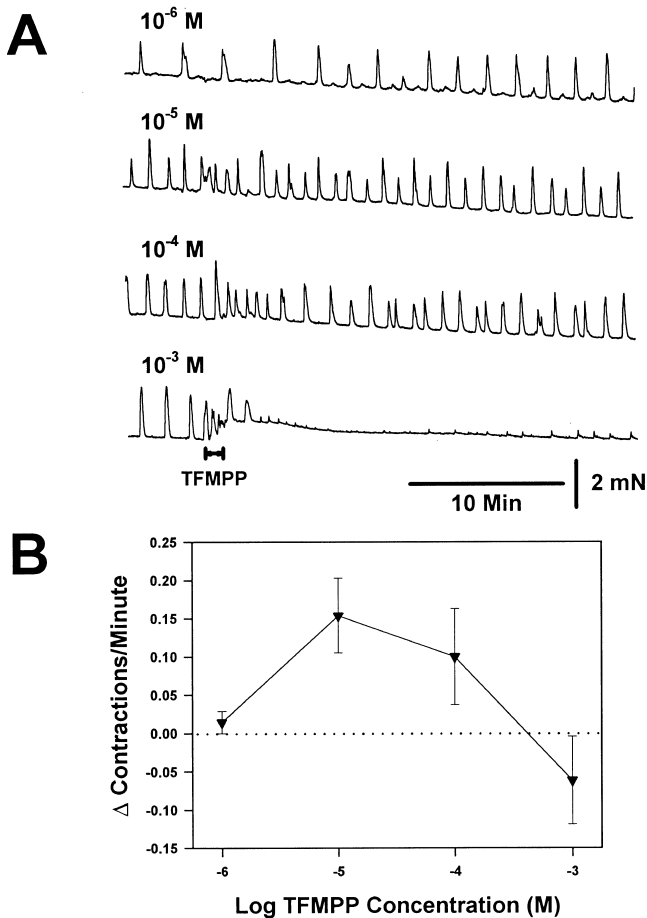 A
10⁻⁶ M
10⁻⁵ M
10⁻⁴ M
10⁻³ M
TFMPP
10 Min
2 mN
B
0.25
0.20
0.15
0.10
0.05
0.00
-0.05
-0.10
-0.15
Δ Contractions/Minute
-6
-5
-4
-3
Log TFMPP Concentration (M)